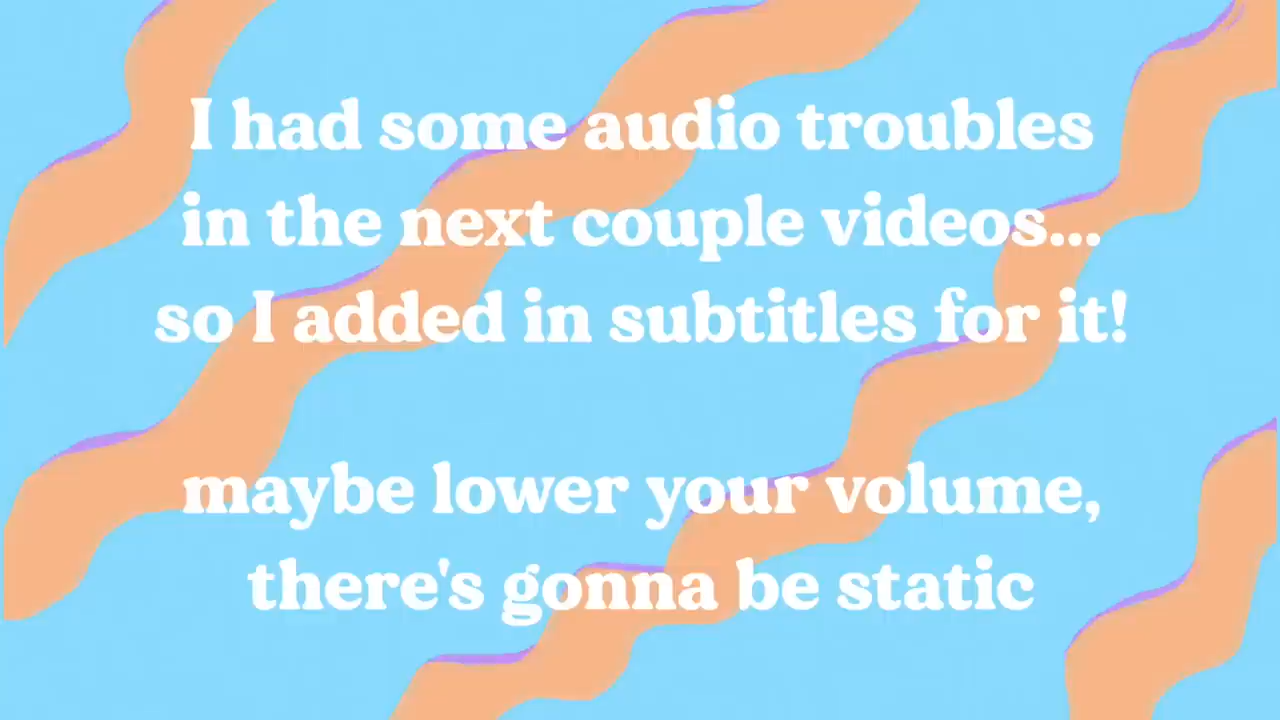 I had some audio troubles
in the next couple videos...
so I added in subtitles for it!
maybe lower your volume,
there's gonna be static